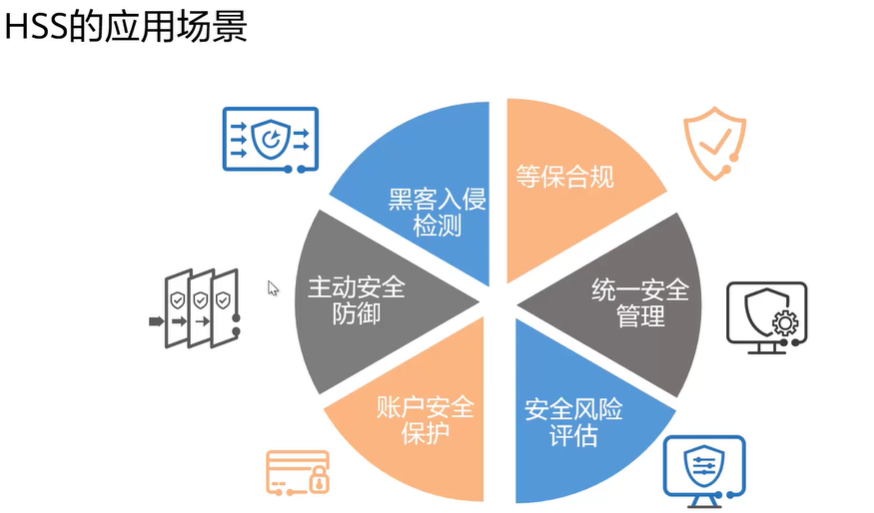 HSS的应用场景
黑客入侵
检测
等保合规
主动安全
防御
统一安全
管理
账户安全
保护
安全风险
评估